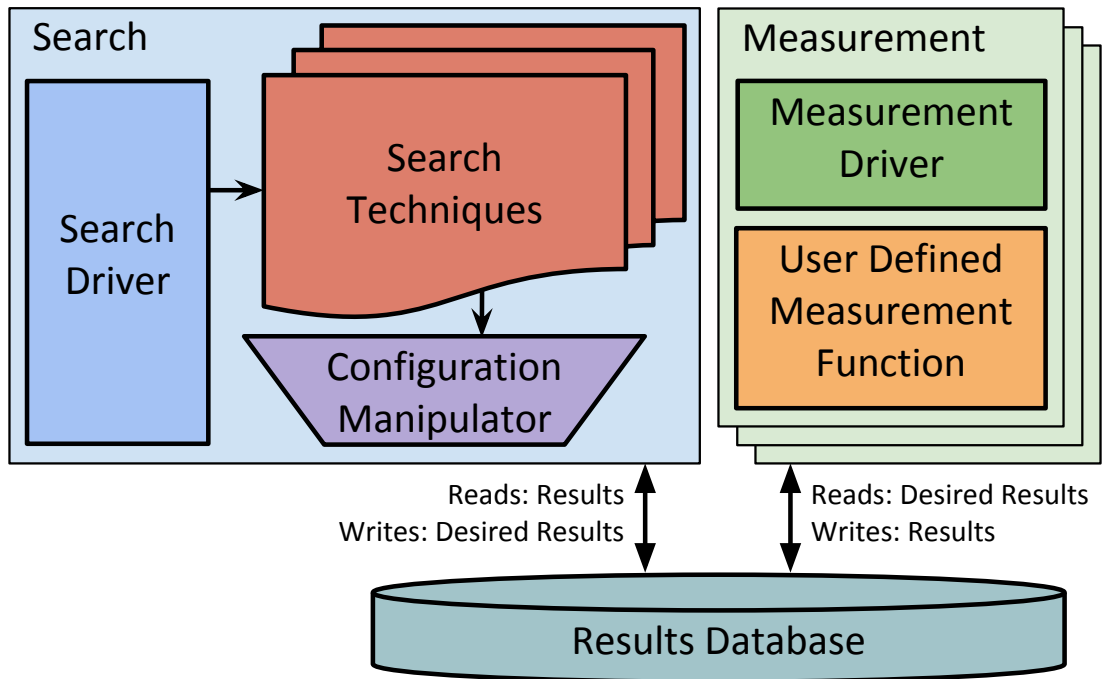 Search
Search
Driver
Search
Techniques
Configuration
Manipulator
Measurement
Measurement
Driver
User Defined
Measurement
Function
Reads: Results
Writes: Desired Results
Reads: Desired Results
Writes: Results
Results Database